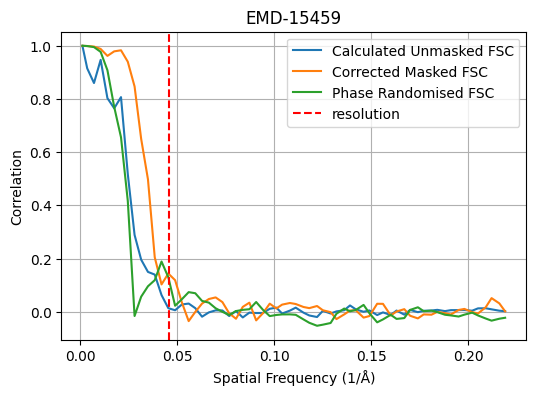 EMD-15459
Calculated Unmasked FSC
Corrected Masked FSC
Phase Randomised FSC
resolution
Correlation
1.0
0.8
0.6
0.4
0.2
0.0
0.00 0.05 0.10 0.15 0.20
Spatial Frequency (1/Å)